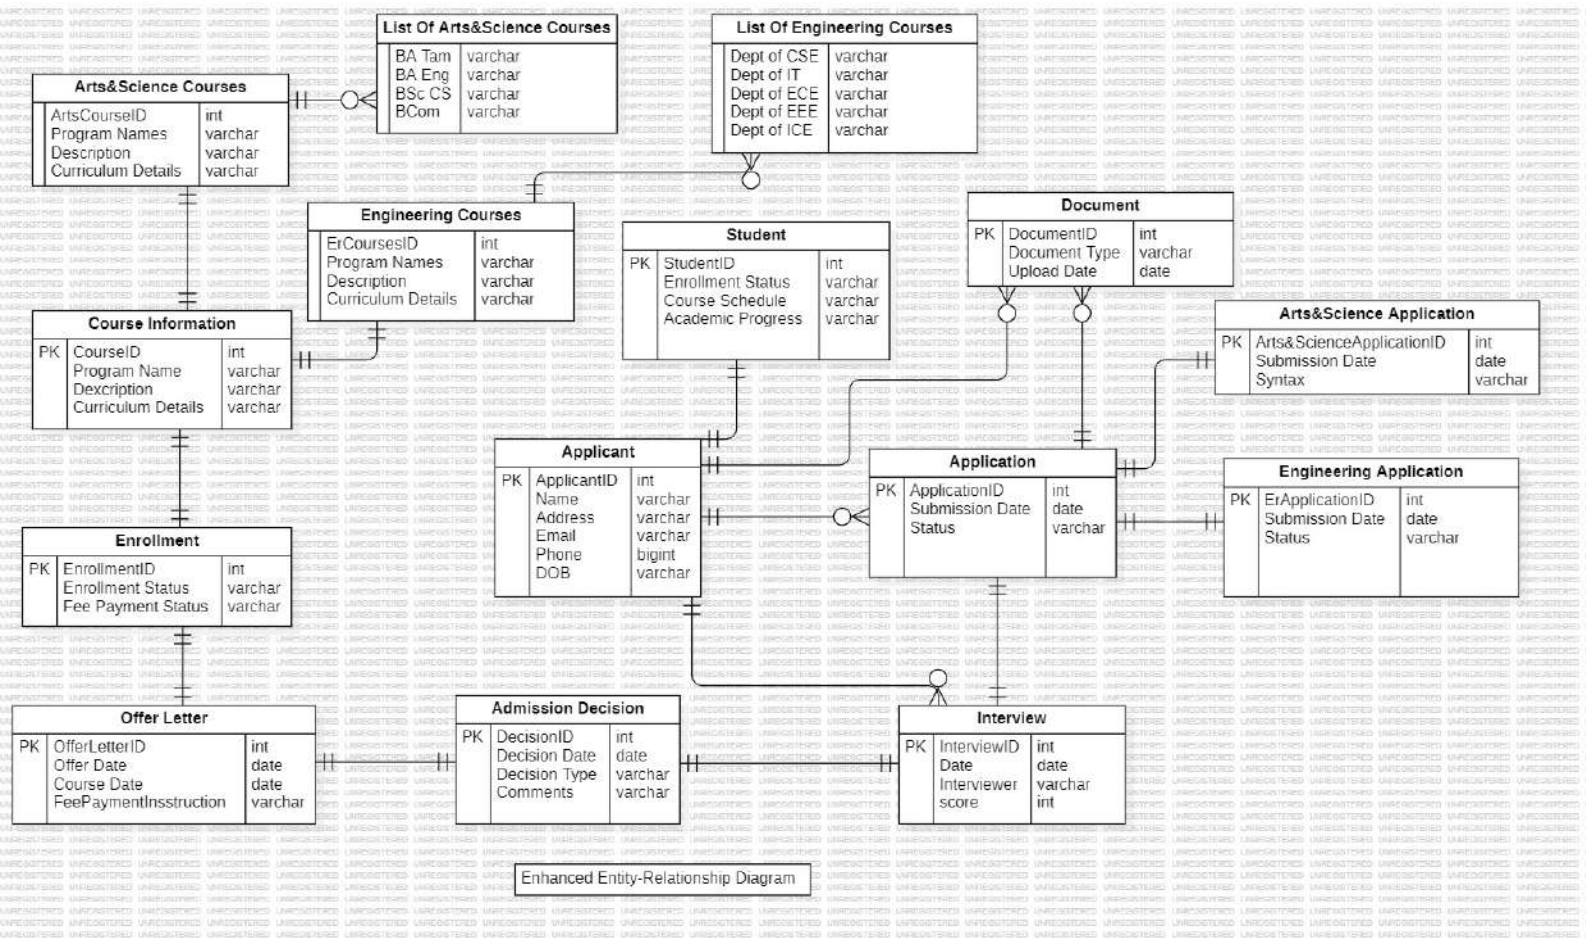 List Of Arts&Science Courses
BA Tam varchar
BA Eng varchar
BSc CS varchar
BCom varchar
List Of Engineering Courses
Dept of CSE varchar
Dept of IT varchar
Dept of ECE varchar
Dept of EEE varchar
Dept of ICE varchar
Arts&Science Courses
ArtsCourseID int
Program Names varchar
Description varchar
Curriculum Details varchar
Engineering Courses
ErCoursesID int
Program Names varchar
Description varchar
Curriculum Details varchar
Student
PK StudentID int
Enrollment Status varchar
Course Schedule varchar
Academic Progress varchar
Document
PK DocumentID int
Document Type varchar
Upload Date date
Course Information
PK CourseID int
Program Name varchar
Dexcription varchar
Curriculum Details varchar
Arts&Science Application
PK Arts&ScienceApplicationID int
Submission Date date
Syntax varchar
Applicant
PK ApplicantID int
Name varchar
Address varchar
Email varchar
Phone bigint
DOB varchar
Application
PK ApplicationID int
Submission Date date
Status varchar
Engineering Application
PK ErApplicationID int
Submission Date date
Status varchar
Enrollment
PK EnrollmentID int
Enrollment Status varchar
Fee Payment Status varchar
Offer Letter
PK OfferLetterID int
Offer Date date
Course Date date
FeePaymentInsstruction varchar
Admission Decision
PK DecisionID int
Decision Date date
Decision Type varchar
Comments varchar
Interview
PK InterviewID int
Date date
Interviewer varchar
score int
Enhanced Entity-Relationship Diagram